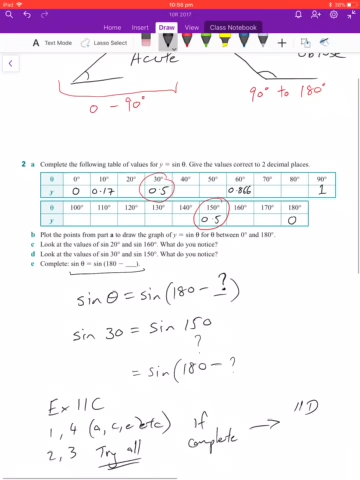 iPad 10:56 pm 38%
10R 2017
Home Insert Draw View Class Notebook
A Text Mode Lasso Select
Acute
Obtuse
0 - 90°
90° to 180°
2 a Complete the following table of values for y = sin θ. Give the values correct to 2 decimal places.
θ 0° 10° 20° 30° 40° 50° 60° 70° 80° 90°
y 0 0.17 0.5 0.866 1
θ 100° 110° 120° 130° 140° 150° 160° 170° 180°
y 0.5 0
b Plot the points from part a to draw the graph of y = sin θ for θ between 0° and 180°.
c Look at the values of sin 20° and sin 160°. What do you notice?
d Look at the values of sin 30° and sin 150°. What do you notice?
e Complete: sin θ = sin (180 − __).
sin θ = sin (180 - ?)
sin 30 = sin 150
?
= sin (180 - ?
Ex 11C
1, 4 (a, c, e) etc
2, 3 Try all
If complete → 11D